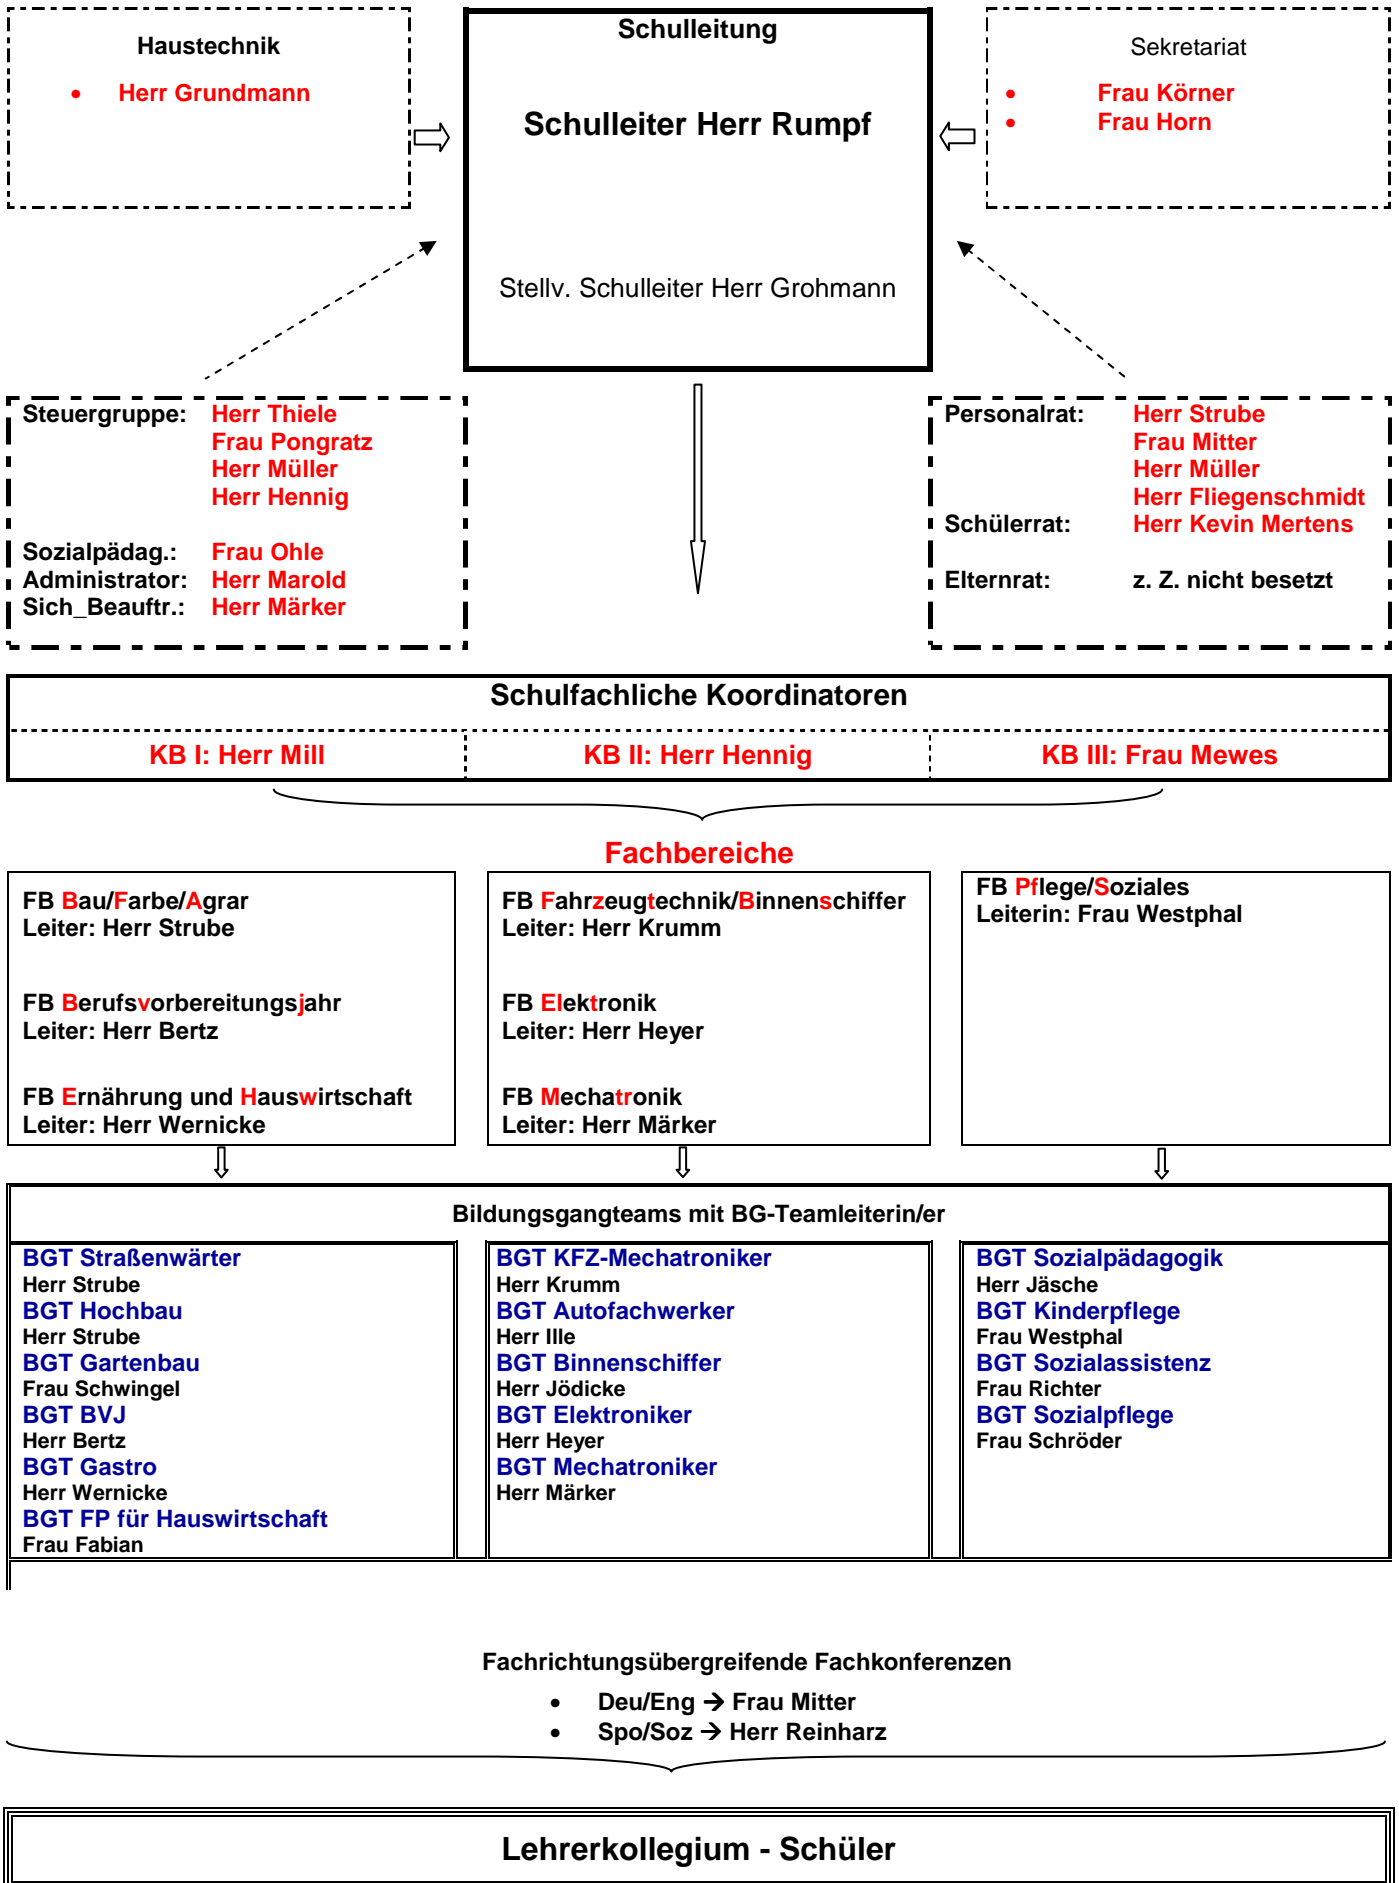 Haustechnik
• Herr Grundmann
Schulleitung
Schulleiter Herr Rumpf
Stellv. Schulleiter Herr Grohmann
Sekretariat
• Frau Körner
• Frau Horn
Steuergruppe: Herr Thiele
Frau Pongratz
Herr Müller
Herr Hennig
Sozialpädag.: Frau Ohle
Administrator: Herr Marold
Sich_Beauftr.: Herr Märker
Personalrat: Herr Strube
Frau Mitter
Herr Müller
Herr Fliegenschmidt
Schülerrat: Herr Kevin Mertens
Elternrat: z. Z. nicht besetzt
Schulfachliche Koordinatoren
KB I: Herr Mill
KB II: Herr Hennig
KB III: Frau Mewes
Fachbereiche
FB Bau/Farbe/Agrar
Leiter: Herr Strube
FB Berufsvorbereitungsjahr
Leiter: Herr Bertz
FB Ernährung und Hauswirtschaft
Leiter: Herr Wernicke
FB Fahrzeugtechnik/Binnenschiffer
Leiter: Herr Krumm
FB Elektronik
Leiter: Herr Heyer
FB Mechatronik
Leiter: Herr Märker
FB Pflege/Soziales
Leiterin: Frau Westphal
Bildungsgangteams mit BG-Teamleiterin/er
BGT Straßenwärter
Herr Strube
BGT Hochbau
Herr Strube
BGT Gartenbau
Frau Schwingel
BGT BVJ
Herr Bertz
BGT Gastro
Herr Wernicke
BGT FP für Hauswirtschaft
Frau Fabian
BGT KFZ-Mechatroniker
Herr Krumm
BGT Autofachwerker
Herr Ille
BGT Binnenschiffer
Herr Jödicke
BGT Elektroniker
Herr Heyer
BGT Mechatroniker
Herr Märker
BGT Sozialpädagogik
Herr Jäsche
BGT Kinderpflege
Frau Westphal
BGT Sozialassistenz
Frau Richter
BGT Sozialpflege
Frau Schröder
Fachrichtungsübergreifende Fachkonferenzen
• Deu/Eng → Frau Mitter
• Spo/Soz → Herr Reinharz
Lehrerkollegium - Schüler